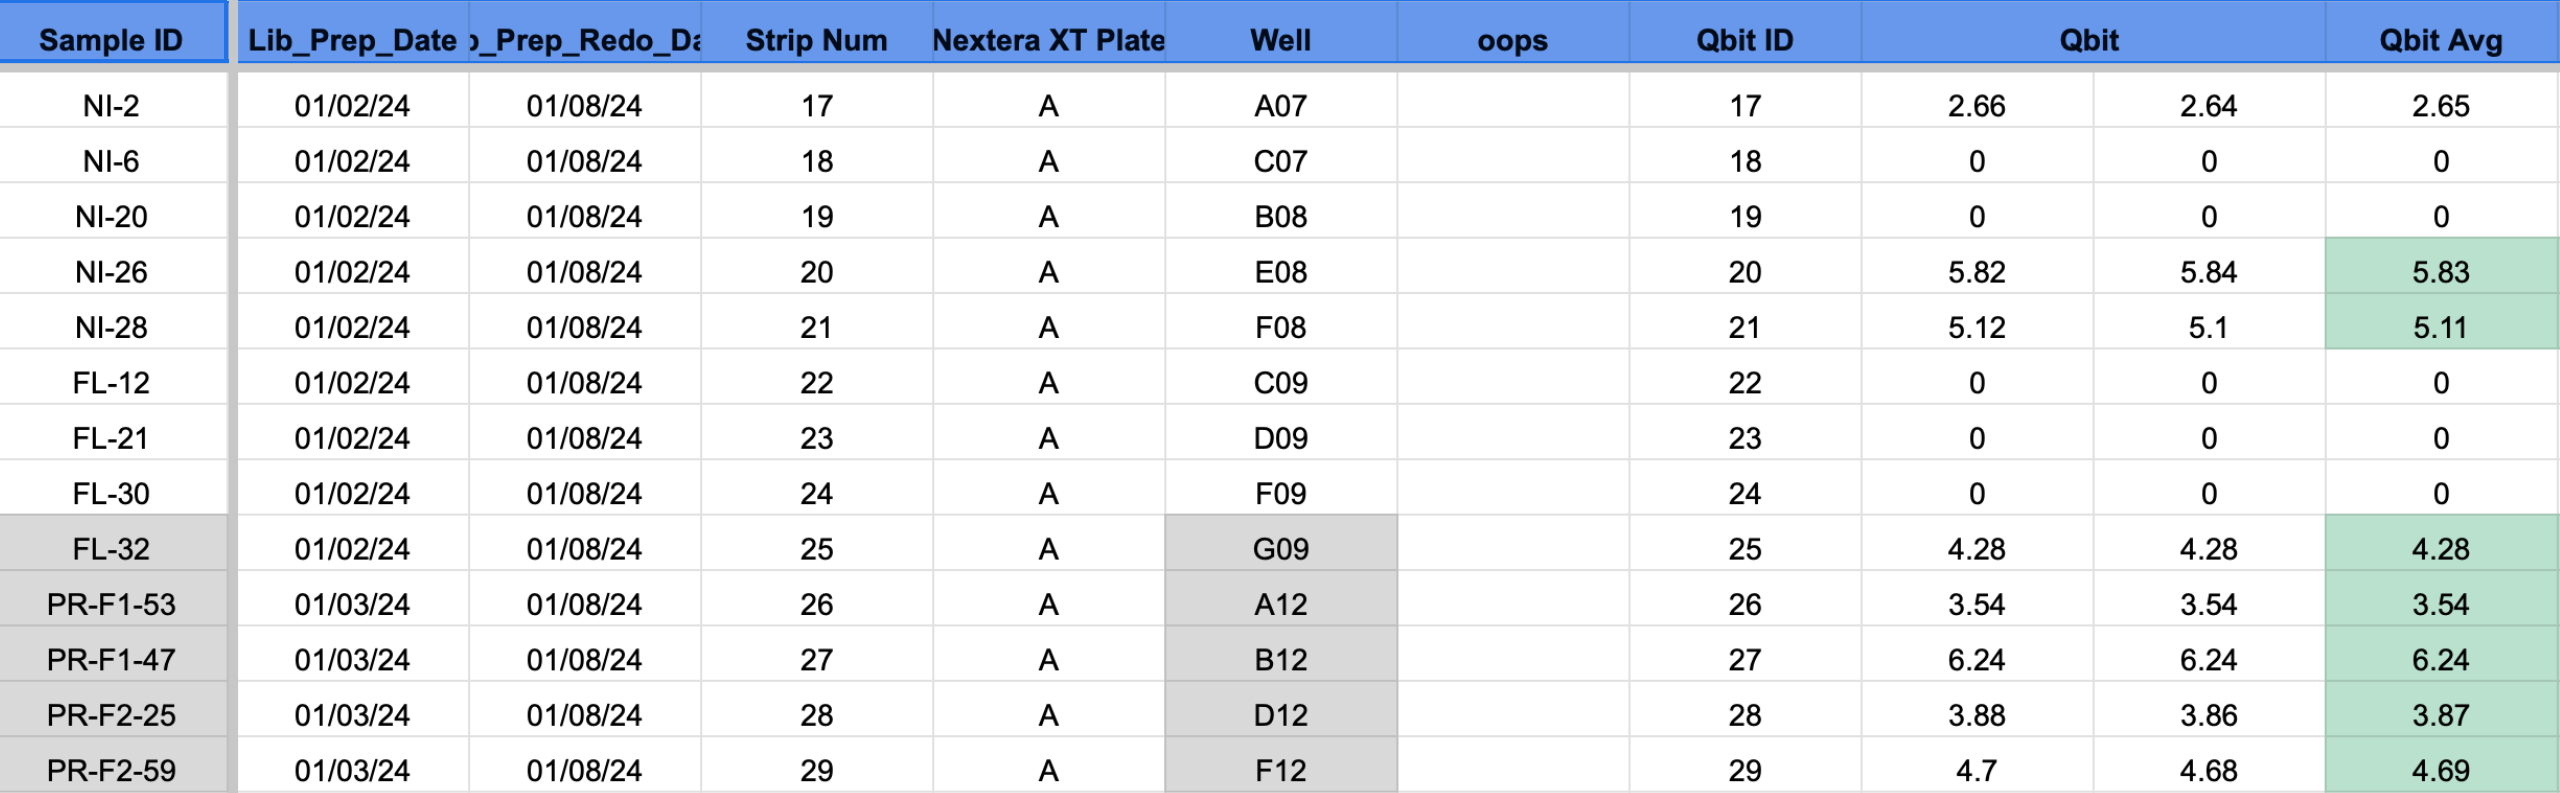 Sample ID Lib_Prep_Date _Prep_Redo_Da Strip Num Nextera XT Plate Well oops Qbit ID Qbit Qbit Avg
NI-2 01/02/24 01/08/24 17 A A07 17 2.66 2.64 2.65
NI-6 01/02/24 01/08/24 18 A C07 18 0 0 0
NI-20 01/02/24 01/08/24 19 A B08 19 0 0 0
NI-26 01/02/24 01/08/24 20 A E08 20 5.82 5.84 5.83
NI-28 01/02/24 01/08/24 21 A F08 21 5.12 5.1 5.11
FL-12 01/02/24 01/08/24 22 A C09 22 0 0 0
FL-21 01/02/24 01/08/24 23 A D09 23 0 0 0
FL-30 01/02/24 01/08/24 24 A F09 24 0 0 0
FL-32 01/02/24 01/08/24 25 A G09 25 4.28 4.28 4.28
PR-F1-53 01/03/24 01/08/24 26 A A12 26 3.54 3.54 3.54
PR-F1-47 01/03/24 01/08/24 27 A B12 27 6.24 6.24 6.24
PR-F2-25 01/03/24 01/08/24 28 A D12 28 3.88 3.86 3.87
PR-F2-59 01/03/24 01/08/24 29 A F12 29 4.7 4.68 4.69